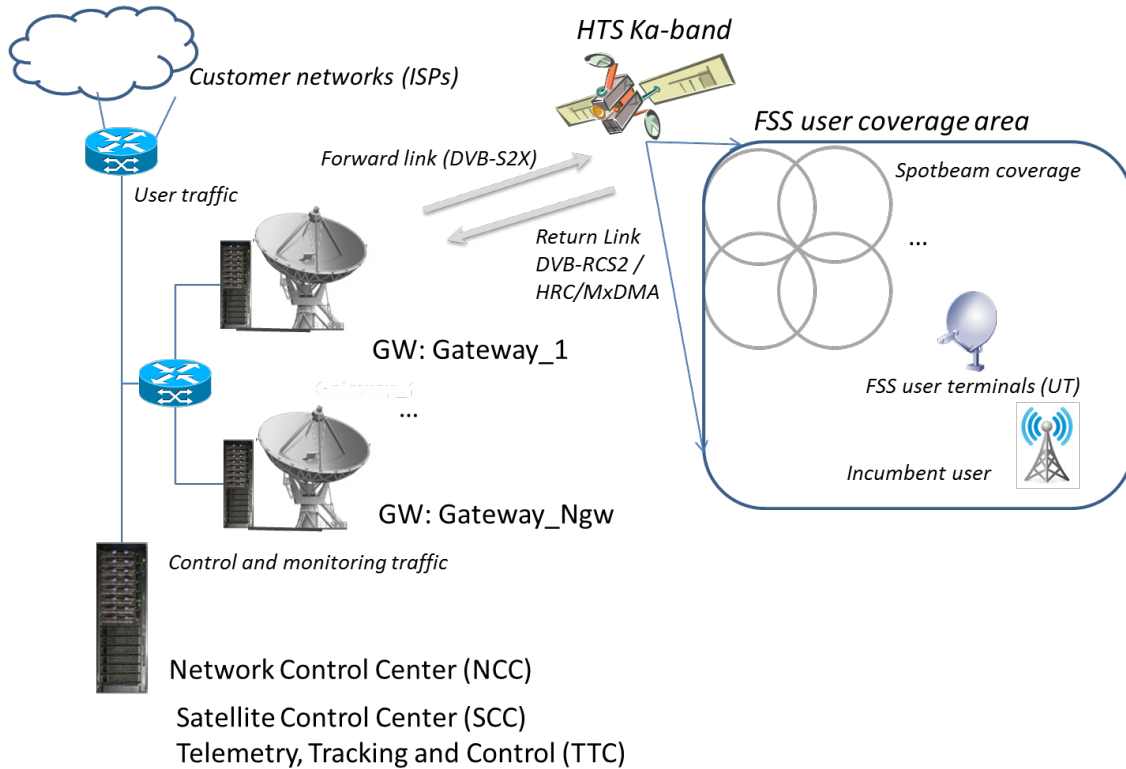 HTS Ka-band
Customer networks (ISPs)
FSS user coverage area
Forward link (DVB-S2X)
Spotbeam coverage
User traffic
...
Return Link
DVB-RCS2 /
HRC/MxDMA
GW: Gateway_1
...
FSS user terminals (UT)
Incumbent user
GW: Gateway_Ngw
Control and monitoring traffic
Network Control Center (NCC)
Satellite Control Center (SCC)
Telemetry, Tracking and Control (TTC)